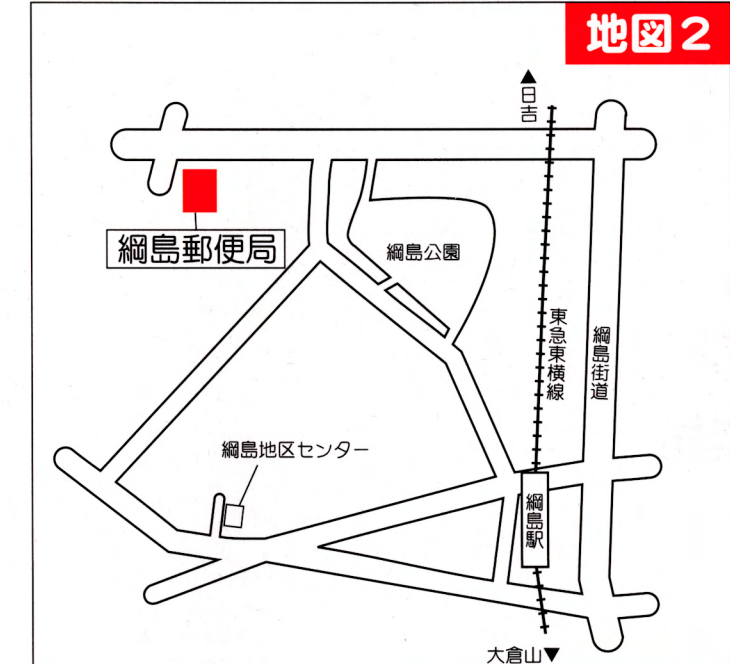 地図2
▲日吉
綱島郵便局
綱島公園
東急東横線
綱島街道
綱島地区センター
綱島駅
大倉山▼